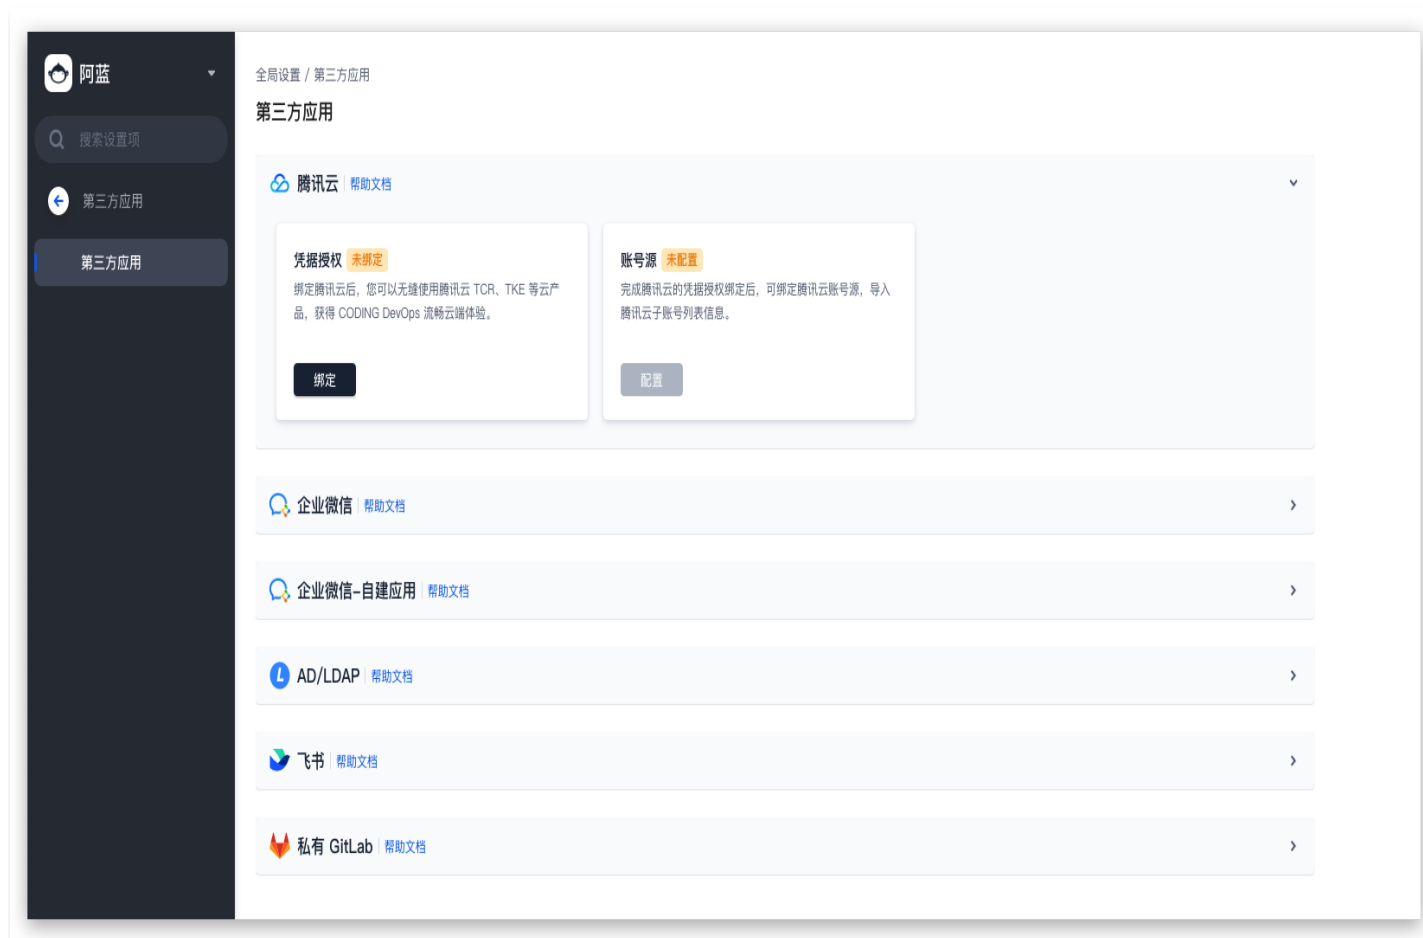 阿蓝
搜索设置项
第三方应用
第三方应用
全局设置 / 第三方应用
第三方应用
腾讯云 帮助文档
凭据授权 未绑定
绑定腾讯云后，您可以无缝使用腾讯云 TCR、TKE 等云产
品，获得 CODING DevOps 流畅云端体验。
绑定
账号源 未配置
完成腾讯云的凭据授权绑定后，可绑定腾讯云账号源，导入
腾讯云子账号列表信息。
配置
企业微信 帮助文档
企业微信-自建应用 帮助文档
AD/LDAP 帮助文档
飞书 帮助文档
私有 GitLab 帮助文档